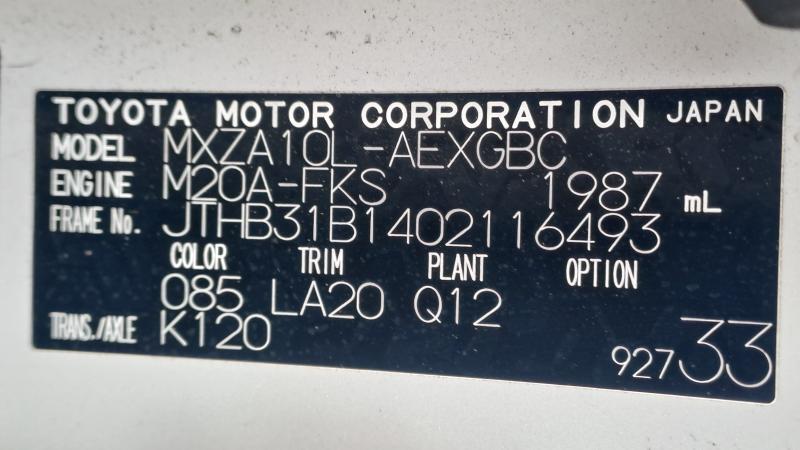 TOYOTA MOTOR CORPORATION JAPAN
MODEL MXZA10L-AEXGBC
ENGINE M20A-FKS 1987 mL
FRAME No. JTHB31B1402116493
COLOR TRIM PLANT OPTION
085 LA20 Q12
TRANS./AXLE K120
92733